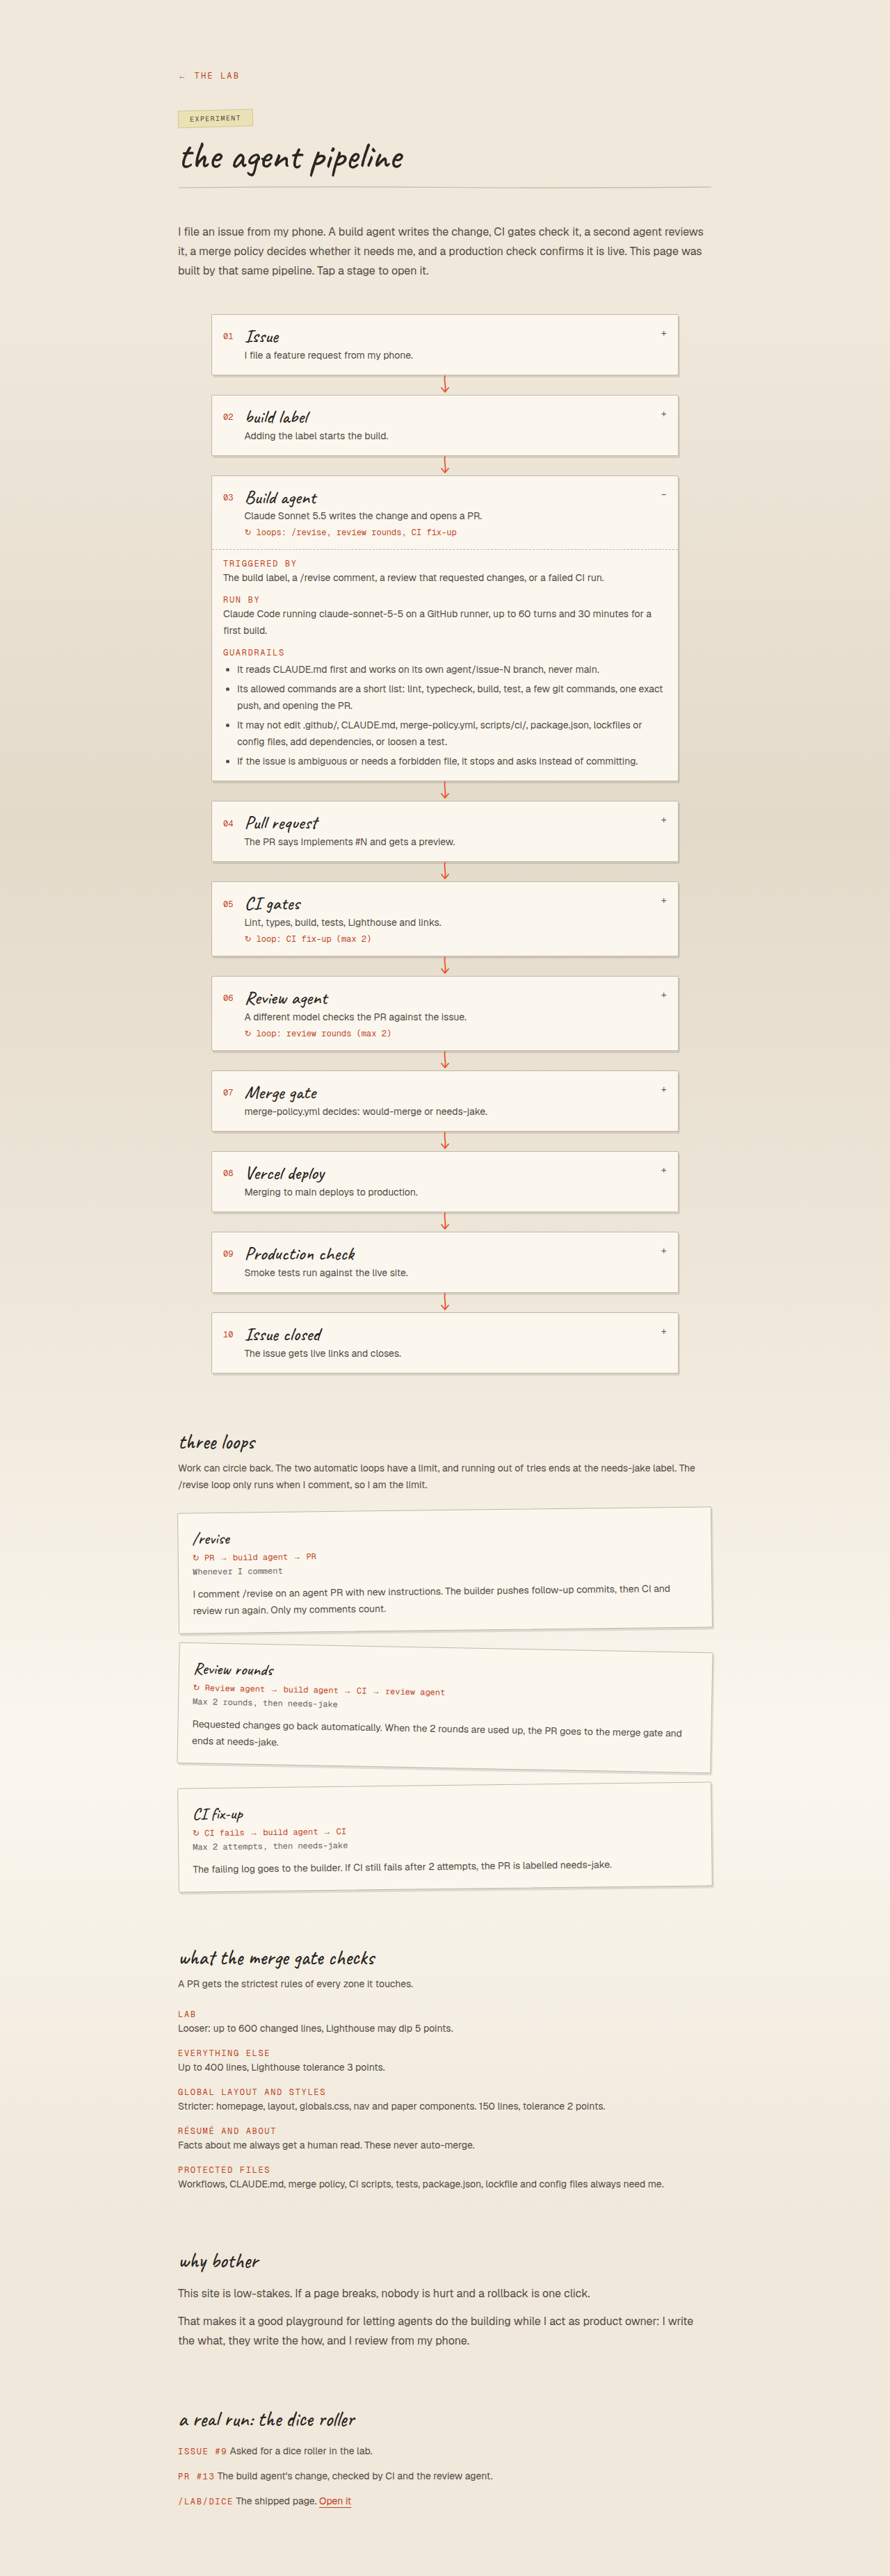 ← THE LAB
EXPERIMENT
the agent pipeline
I file an issue from my phone. A build agent writes the change, CI gates check it, a second agent reviews
it, a merge policy decides whether it needs me, and a production check confirms it is live. This page was
built by that same pipeline. Tap a stage to open it.
01 Issue +
I file a feature request from my phone.
02 build label +
Adding the label starts the build.
03 Build agent −
Claude Sonnet 5.5 writes the change and opens a PR.
↻ loops: /revise, review rounds, CI fix-up
TRIGGERED BY
The build label, a /revise comment, a review that requested changes, or a failed CI run.
RUN BY
Claude Code running claude-sonnet-5-5 on a GitHub runner, up to 60 turns and 30 minutes for a
first build.
GUARDRAILS
• It reads CLAUDE.md first and works on its own agent/issue-N branch, never main.
• Its allowed commands are a short list: lint, typecheck, build, test, a few git commands, one exact
push, and opening the PR.
• It may not edit .github/, CLAUDE.md, merge-policy.yml, scripts/ci/, package.json, lockfiles or
config files, add dependencies, or loosen a test.
• If the issue is ambiguous or needs a forbidden file, it stops and asks instead of committing.
04 Pull request +
The PR says Implements #N and gets a preview.
05 CI gates +
Lint, types, build, tests, Lighthouse and links.
↻ loop: CI fix-up (max 2)
06 Review agent +
A different model checks the PR against the issue.
↻ loop: review rounds (max 2)
07 Merge gate +
merge-policy.yml decides: would-merge or needs-jake.
08 Vercel deploy +
Merging to main deploys to production.
09 Production check +
Smoke tests run against the live site.
10 Issue closed +
The issue gets live links and closes.
three loops
Work can circle back. The two automatic loops have a limit, and running out of tries ends at the needs-jake label. The
/revise loop only runs when I comment, so I am the limit.
/revise
↻ PR → build agent → PR
Whenever I comment
I comment /revise on an agent PR with new instructions. The builder pushes follow-up commits, then CI and
review run again. Only my comments count.
Review rounds
↻ Review agent → build agent → CI → review agent
Max 2 rounds, then needs-jake
Requested changes go back automatically. When the 2 rounds are used up, the PR goes to the merge gate and
ends at needs-jake.
CI fix-up
↻ CI fails → build agent → CI
Max 2 attempts, then needs-jake
The failing log goes to the builder. If CI still fails after 2 attempts, the PR is labelled needs-jake.
what the merge gate checks
A PR gets the strictest rules of every zone it touches.
LAB
Looser: up to 600 changed lines, Lighthouse may dip 5 points.
EVERYTHING ELSE
Up to 400 lines, Lighthouse tolerance 3 points.
GLOBAL LAYOUT AND STYLES
Stricter: homepage, layout, globals.css, nav and paper components. 150 lines, tolerance 2 points.
RÉSUMÉ AND ABOUT
Facts about me always get a human read. These never auto-merge.
PROTECTED FILES
Workflows, CLAUDE.md, merge policy, CI scripts, tests, package.json, lockfile and config files always need me.
why bother
This site is low-stakes. If a page breaks, nobody is hurt and a rollback is one click.
That makes it a good playground for letting agents do the building while I act as product owner: I write
the what, they write the how, and I review from my phone.
a real run: the dice roller
ISSUE #9 Asked for a dice roller in the lab.
PR #13 The build agent's change, checked by CI and the review agent.
/LAB/DICE The shipped page. Open it